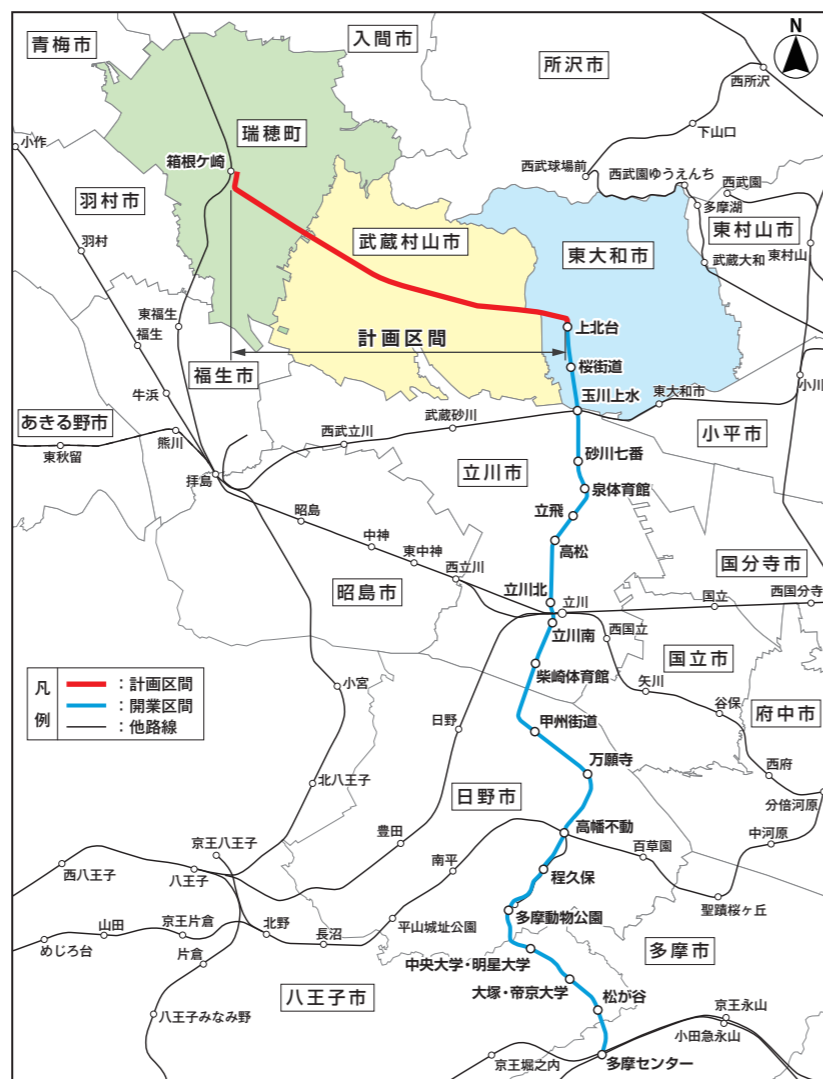 青梅市
入間市
N
所沢市
西所沢
下山口
瑞穂町
小作
箱根ケ崎
西武球場前
西武園ゆうえんち
西武園
羽村市
多摩湖
東村山市
武蔵村山市
東大和市
羽村
東村山
武蔵大和
東福生
上北台
福生
計画区間
桜街道
福生市
小川
牛浜
玉川上水
東大和市
あきる野市
武蔵砂川
熊川
西武立川
小平市
東秋留
砂川七番
拝島
立川市
泉体育館
昭島
立飛
中神
高松
東中神
国分寺市
西立川
昭島市
立川北
立川
国立
西国分寺
立川南
西国立
国立市
柴崎体育館
凡例
：計画区間
：開業区間
：他路線
小宮
矢川
谷保
府中市
日野
甲州街道
西府
万願寺
北八王子
日野市
分倍河原
京王八王子
豊田
高幡不動
中河原
西八王子
八王子
南平
百草園
程久保
聖蹟桜ヶ丘
多摩動物公園
山田
京王片倉
北野
平山城址公園
めじろ台
長沼
片倉
中央大学・明星大学
多摩市
大塚・帝京大学
八王子市
松が谷
八王子みなみ野
京王永山
小田急永山
京王堀之内
多摩センター